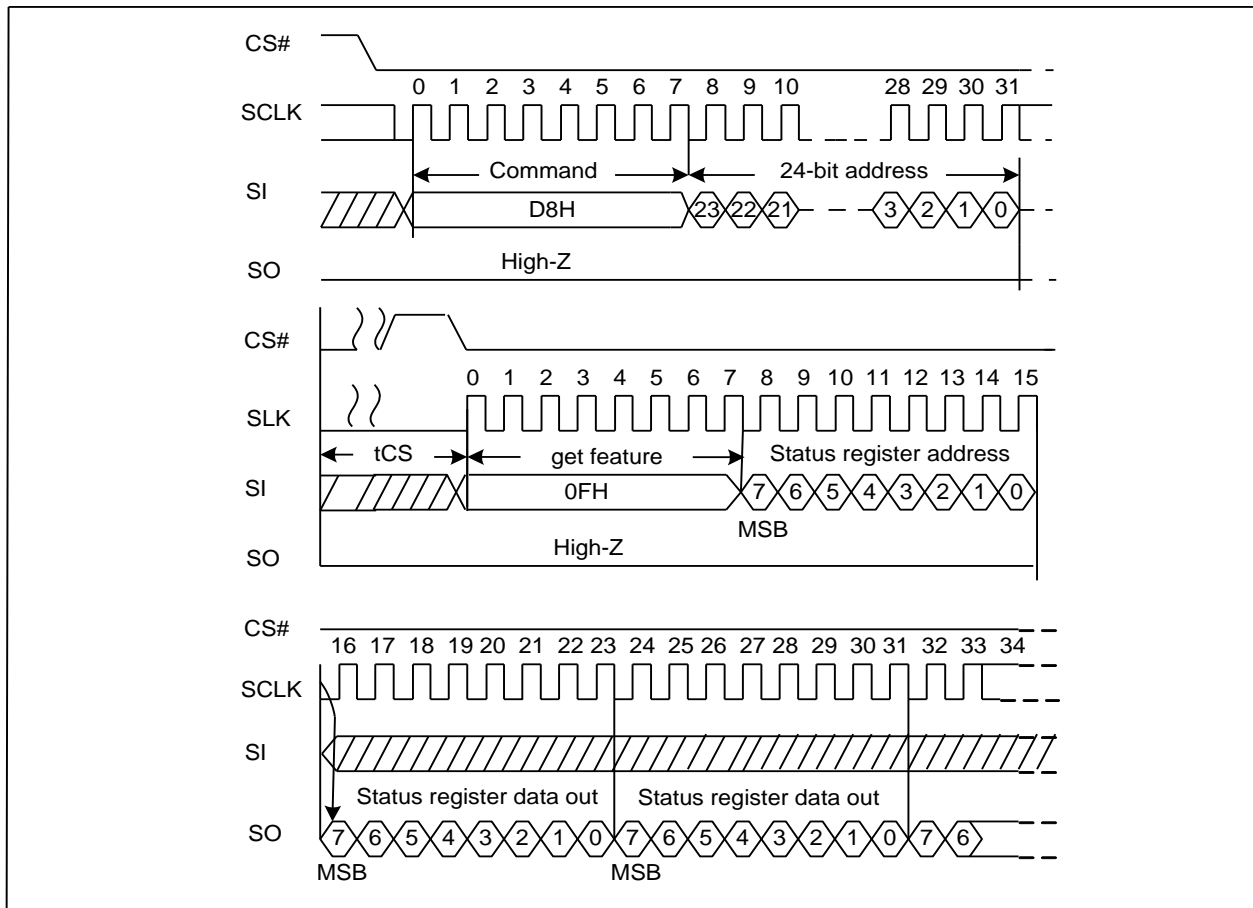 CS#
0 1 2 3 4 5 6 7 8 9 10 28 29 30 31
SCLK
Command 24-bit address
SI
D8H 23 22 21 3 2 1 0
High-Z
SO
CS#
0 1 2 3 4 5 6 7 8 9 10 11 12 13 14 15
SLK
tCS get feature Status register address
SI
0FH 7 6 5 4 3 2 1 0
MSB
High-Z
SO
CS#
16 17 18 19 20 21 22 23 24 25 26 27 28 29 30 31 32 33 34
SCLK
SI
Status register data out Status register data out
SO 7 6 5 4 3 2 1 0 7 6 5 4 3 2 1 0 7 6
MSB MSB